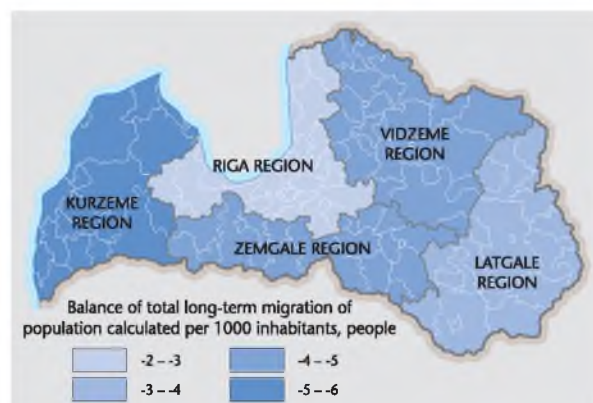 VIDZEME
REGION
RIGA REGION
KURZEME
REGION
ZEMGALE REGION
LATGALE
REGION
Balance of total long-term migration of
population calculated per 1000 inhabitants, people
-2 – -3
-4 – -5
-3 – -4
-5 – -6